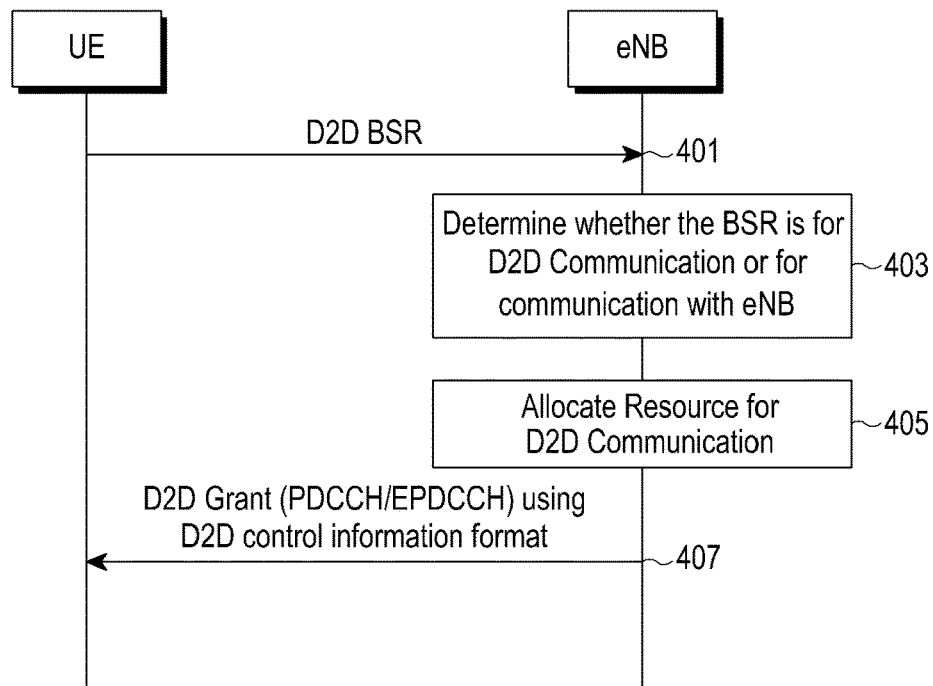 UE
eNB
D2D BSR
401
Determine whether the BSR is for
D2D Communication or for
communication with eNB
403
Allocate Resource for
D2D Communication
405
D2D Grant (PDCCH/EPDCCH) using
D2D control information format
407